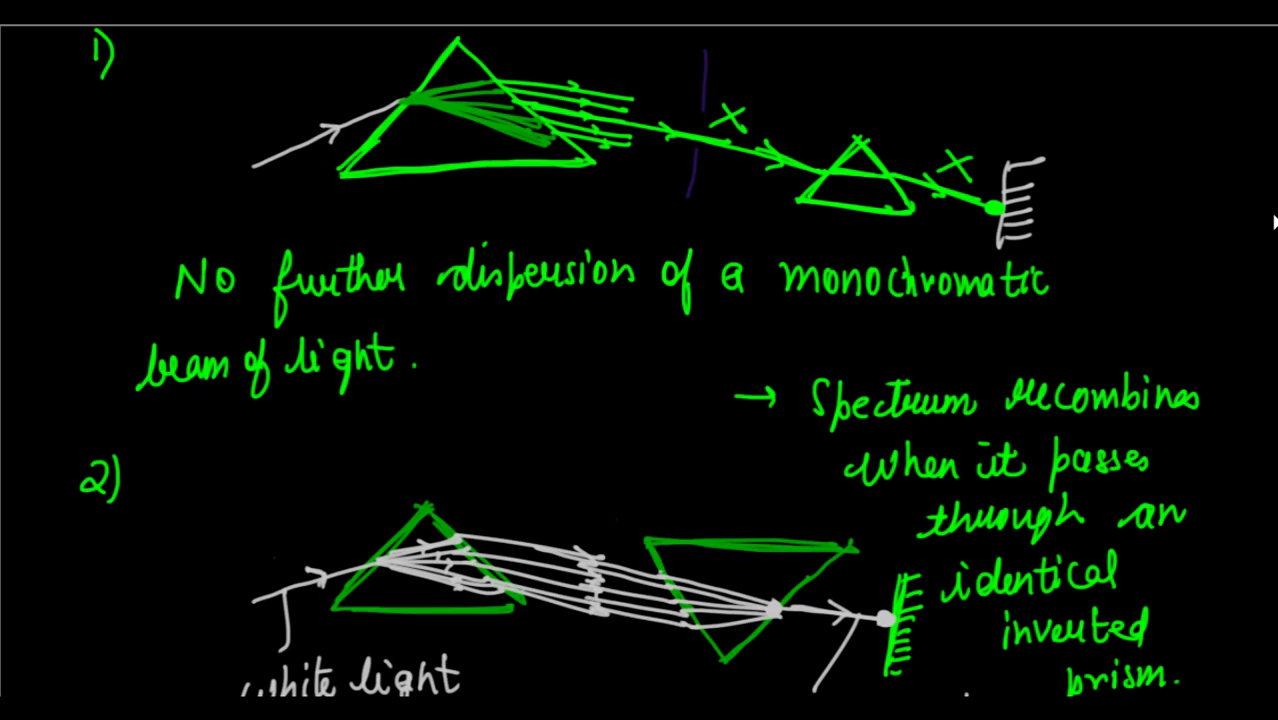 1)
X
X
No further dispersion of a monochromatic
beam of light.
→ Spectrum recombines
when it passes
through an
identical
inverted
prism.
2)
white light